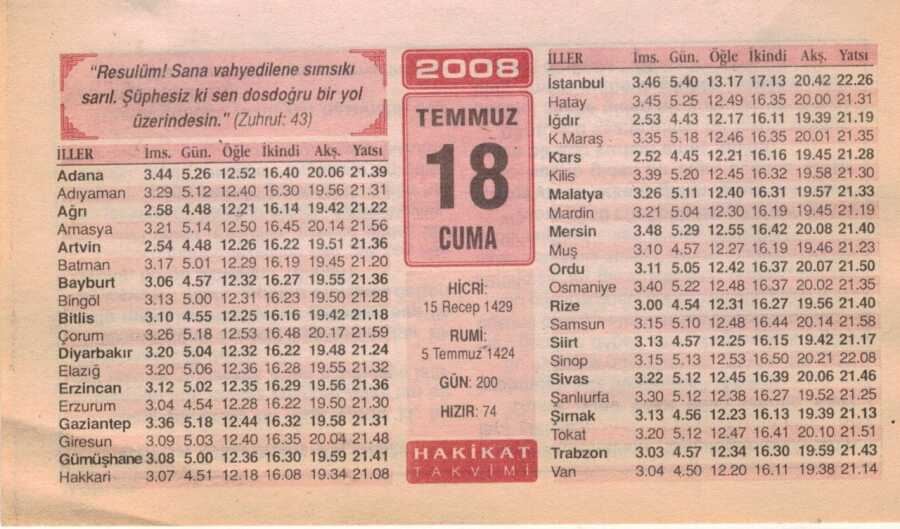 "Resulüm! Sana vahyedilene sımsıkı
sarıl. Şüphesiz ki sen dosdoğru bir yol
üzerindesin." (Zuhruf: 43)
İLLER İms. Gün. Öğle İkindi Akş. Yatsı
Adana 3.44 5.26 12.52 16.40 20.06 21.39
Adıyaman 3.29 5.12 12.40 16.30 19.56 21.31
Ağrı 2.58 4.48 12.21 16.14 19.42 21.22
Amasya 3.21 5.14 12.50 16.45 20.14 21.56
Artvin 2.54 4.48 12.26 16.22 19.51 21.36
Batman 3.17 5.01 12.29 16.19 19.45 21.20
Bayburt 3.06 4.57 12.32 16.27 19.55 21.36
Bingöl 3.13 5.00 12.31 16.23 19.50 21.28
Bitlis 3.10 4.55 12.25 16.16 19.42 21.18
Çorum 3.26 5.18 12.53 16.48 20.17 21.59
Diyarbakır 3.20 5.04 12.32 16.22 19.48 21.24
Elazığ 3.20 5.06 12.36 16.28 19.55 21.32
Erzincan 3.12 5.02 12.35 16.29 19.56 21.36
Erzurum 3.04 4.54 12.28 16.22 19.50 21.30
Gaziantep 3.36 5.18 12.44 16.32 19.58 21.31
Giresun 3.09 5.03 12.40 16.35 20.04 21.48
Gümüşhane 3.08 5.00 12.36 16.30 19.59 21.41
Hakkari 3.07 4.51 12.18 16.08 19.34 21.08
2008
TEMMUZ
18
CUMA
HİCRİ:
15 Recep 1429
RUMİ:
5 Temmuz 1424
GÜN: 200
HIZIR: 74
HAKİKAT
TAKVİMİ
İLLER İms. Gün. Öğle İkindi Akş. Yatsı
İstanbul 3.46 5.40 13.17 17.13 20.42 22.26
Hatay 3.45 5.25 12.49 16.35 20.00 21.31
Iğdır 2.53 4.43 12.17 16.11 19.39 21.19
K.Maraş 3.35 5.18 12.46 16.35 20.01 21.35
Kars 2.52 4.45 12.21 16.16 19.45 21.28
Kilis 3.39 5.20 12.45 16.32 19.58 21.30
Malatya 3.26 5.11 12.40 16.31 19.57 21.33
Mardin 3.21 5.04 12.30 16.19 19.45 21.19
Mersin 3.48 5.29 12.55 16.42 20.08 21.40
Muş 3.10 4.57 12.27 16.19 19.46 21.23
Ordu 3.11 5.05 12.42 16.37 20.07 21.50
Osmaniye 3.40 5.22 12.48 16.37 20.02 21.35
Rize 3.00 4.54 12.31 16.27 19.56 21.40
Samsun 3.15 5.10 12.48 16.44 20.14 21.58
Siirt 3.13 4.57 12.25 16.15 19.42 21.17
Sinop 3.15 5.13 12.53 16.50 20.21 22.08
Sivas 3.22 5.12 12.45 16.39 20.06 21.46
Şanlıurfa 3.30 5.12 12.38 16.27 19.52 21.25
Şırnak 3.13 4.56 12.23 16.13 19.39 21.13
Tokat 3.20 5.12 12.47 16.41 20.10 21.51
Trabzon 3.03 4.57 12.34 16.30 19.59 21.43
Van 3.04 4.50 12.20 16.11 19.38 21.14